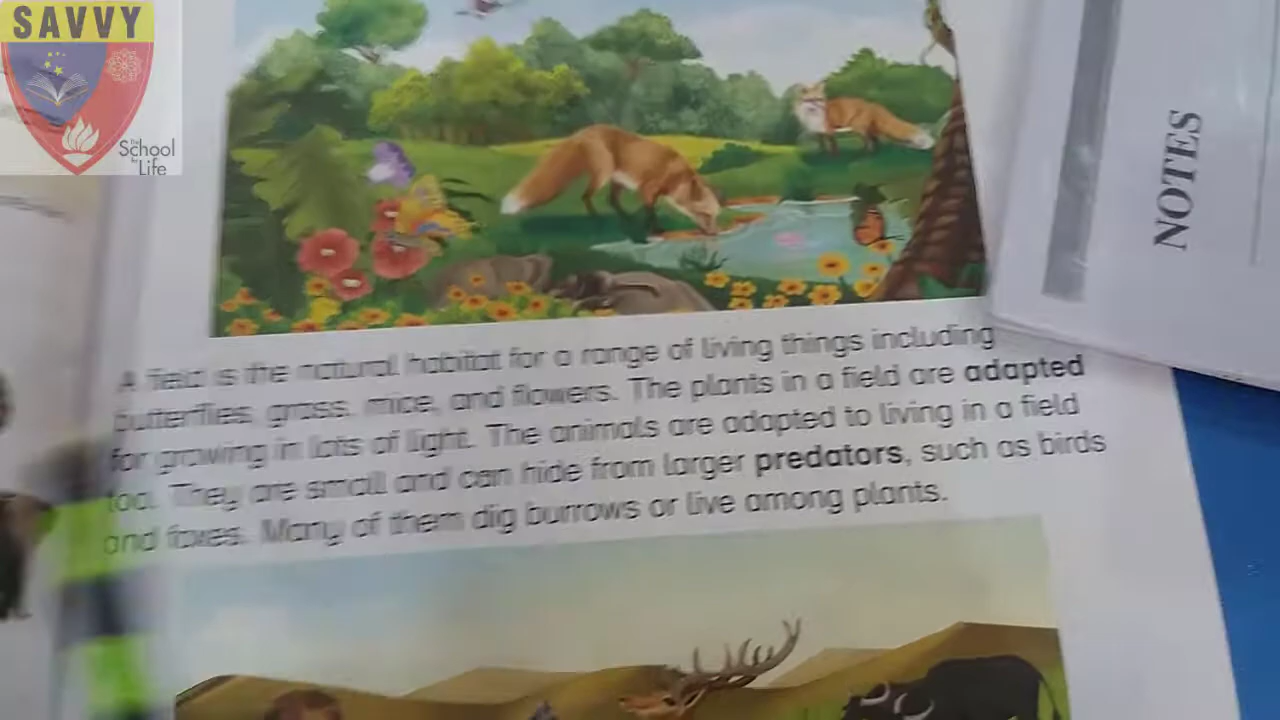 SAVVY
The School for Life
NOTES
A field is the natural habitat for a range of living things including
butterflies, grass, mice, and flowers. The plants in a field are adapted
for growing in lots of light. The animals are adapted to living in a field
too. They are small and can hide from larger predators, such as birds
and foxes. Many of them dig burrows or live among plants.